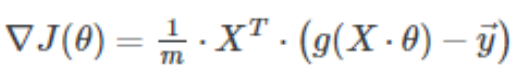 ∇J(θ) = 1/m · X^T · (g(X · θ) − y⃗)